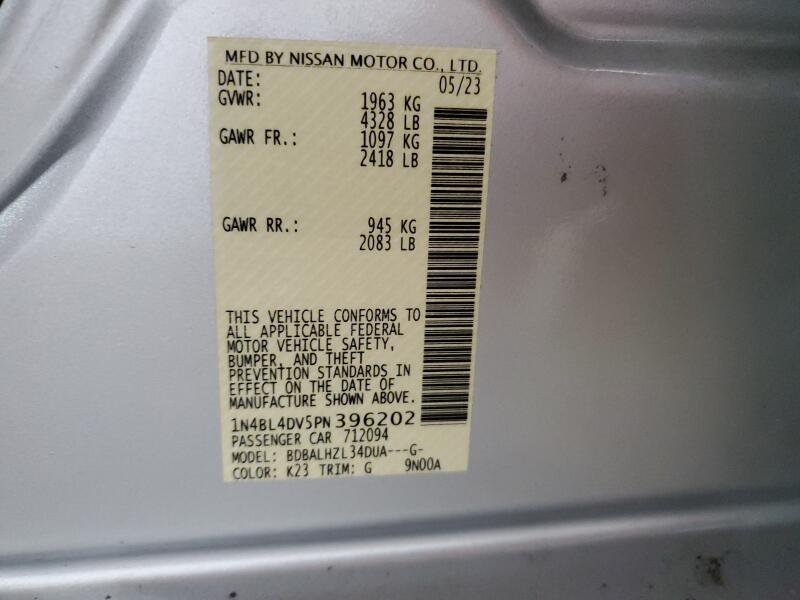 MFD BY NISSAN MOTOR CO., LTD.
DATE: 05/23
GVWR: 1963 KG
4328 LB
GAWR FR.: 1097 KG
2418 LB
GAWR RR.: 945 KG
2083 LB
THIS VEHICLE CONFORMS TO
ALL APPLICABLE FEDERAL
MOTOR VEHICLE SAFETY,
BUMPER, AND THEFT
PREVENTION STANDARDS IN
EFFECT ON THE DATE OF
MANUFACTURE SHOWN ABOVE.
1N4BL4DV5PN396202
PASSENGER CAR 712094
MODEL: BDBALHZL34DUA---G-
COLOR: K23 TRIM: G 9N00A